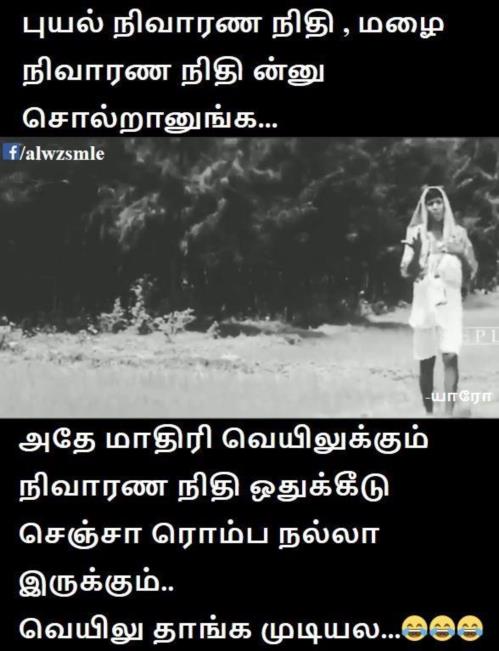 புயல் நிவாரண நிதி , மழை
நிவாரண நிதி ன்னு
சொல்றானுங்க...
f/alwzsmle
-யாரோ
அதே மாதிரி வெயிலுக்கும்
நிவாரண நிதி ஒதுக்கீடு
செஞ்சா ரொம்ப நல்லா
இருக்கும்..
வெயிலு தாங்க முடியல...😂😂😂